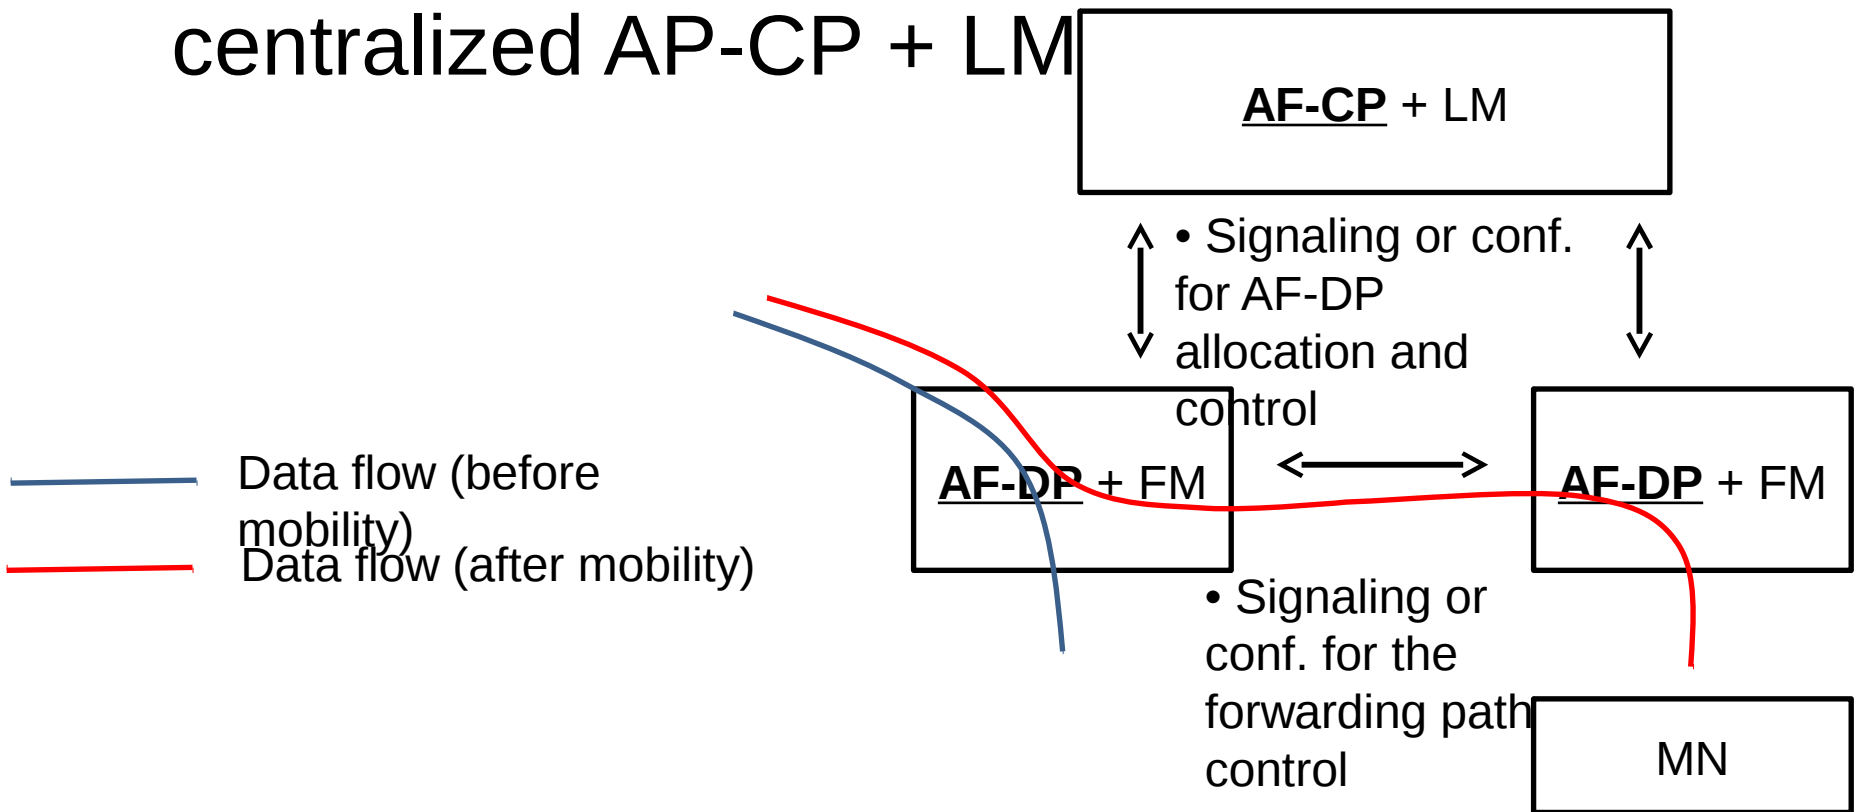 centralized AP-CP + LM
AF-CP + LM
• Signaling or conf.
for AF-DP
allocation and
control
Data flow (before
mobility)
Data flow (after mobility)
AF-DP + FM
AF-DP + FM
• Signaling or
conf. for the
forwarding path
control
MN